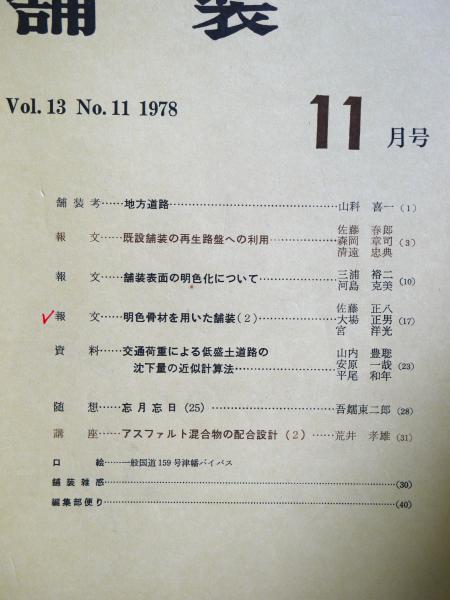 舗装
Vol. 13 No. 11 1978
11月号
舗装考……地方道路……山科 喜一 (1)
報文……既設舗装の再生路盤への利用……佐藤 春郎 森岡 章司 清遠 忠典 (3)
報文……舗装表面の明色化について……三浦 裕二 河島 克美 (10)
報文……明色骨材を用いた舗装(2)……佐藤 正八 大場 正男 宮 洋光 (17)
資料……交通荷重による低盛土道路の
沈下量の近似計算法……山内 豊聡 安原 一哉 平尾 和年 (23)
随想……忘月忘日(25)……吾孺東二郎 (28)
講座……アスファルト混合物の配合設計(2)……荒井 孝雄 (31)
口絵……一般国道159号津幡バイパス
舗装雑感……(30)
編集部便り……(40)